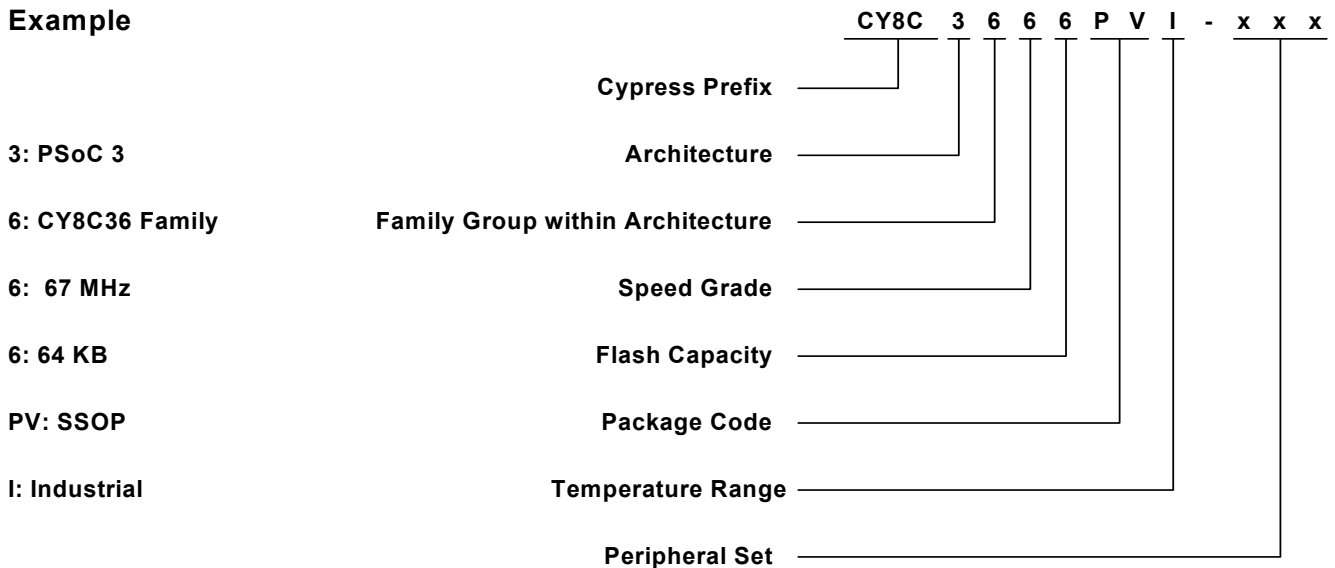 Example CY8C 3 6 6 6 P V I - x x x
Cypress Prefix
3: PSoC 3 Architecture
6: CY8C36 Family Family Group within Architecture
6: 67 MHz Speed Grade
6: 64 KB Flash Capacity
PV: SSOP Package Code
I: Industrial Temperature Range
Peripheral Set